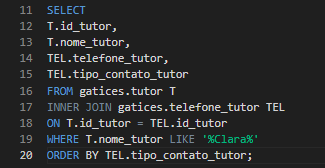 11 SELECT
12 T.id_tutor,
13 T.nome_tutor,
14 TEL.telefone_tutor,
15 TEL.tipo_contato_tutor
16 FROM gatices.tutor T
17 INNER JOIN gatices.telefone_tutor TEL
18 ON T.id_tutor = TEL.id_tutor
19 WHERE T.nome_tutor LIKE '%Clara%'
20 ORDER BY TEL.tipo_contato_tutor;